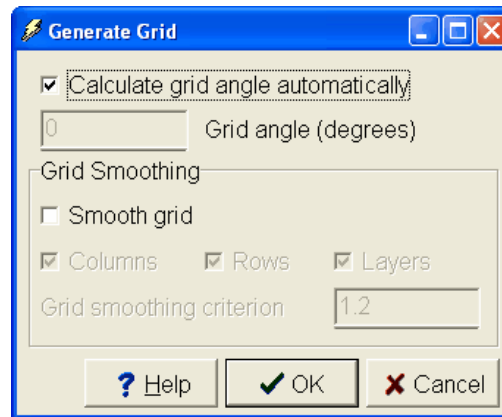 Generate Grid
Calculate grid angle automatically
0 Grid angle (degrees)
Grid Smoothing
Smooth grid
Columns Rows Layers
Grid smoothing criterion 1.2
? Help OK Cancel